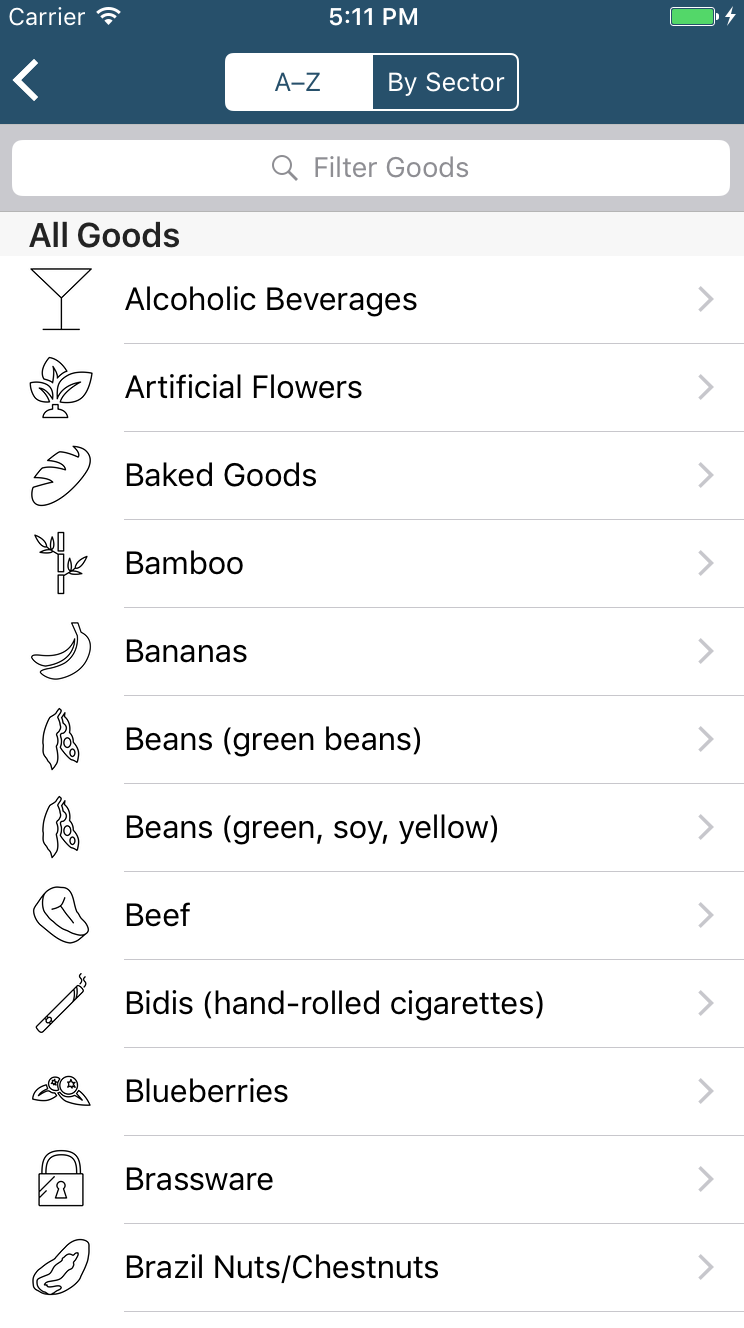 Carrier 5:11 PM
A–Z By Sector
Filter Goods
All Goods
Alcoholic Beverages
Artificial Flowers
Baked Goods
Bamboo
Bananas
Beans (green beans)
Beans (green, soy, yellow)
Beef
Bidis (hand-rolled cigarettes)
Blueberries
Brassware
Brazil Nuts/Chestnuts